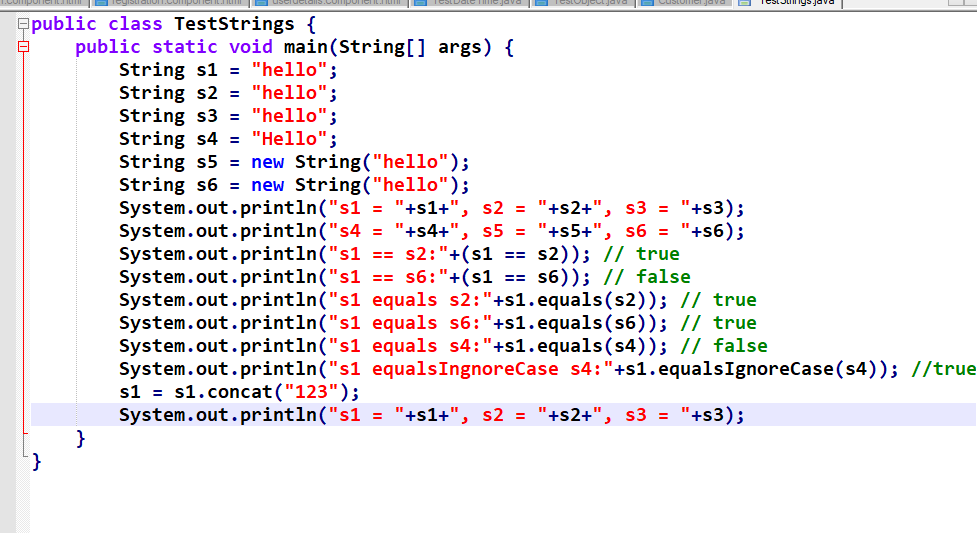 registration.component.html userdetails.component.html TestDateTime.java TestObject.java Customer.java TestStrings.java
public class TestStrings {
public static void main(String[] args) {
String s1 = "hello";
String s2 = "hello";
String s3 = "hello";
String s4 = "Hello";
String s5 = new String("hello");
String s6 = new String("hello");
System.out.println("s1 = "+s1+", s2 = "+s2+", s3 = "+s3);
System.out.println("s4 = "+s4+", s5 = "+s5+", s6 = "+s6);
System.out.println("s1 == s2:"+(s1 == s2)); // true
System.out.println("s1 == s6:"+(s1 == s6)); // false
System.out.println("s1 equals s2:"+s1.equals(s2)); // true
System.out.println("s1 equals s6:"+s1.equals(s6)); // true
System.out.println("s1 equals s4:"+s1.equals(s4)); // false
System.out.println("s1 equalsIngnoreCase s4:"+s1.equalsIgnoreCase(s4)); //true
s1 = s1.concat("123");
System.out.println("s1 = "+s1+", s2 = "+s2+", s3 = "+s3);
}
}